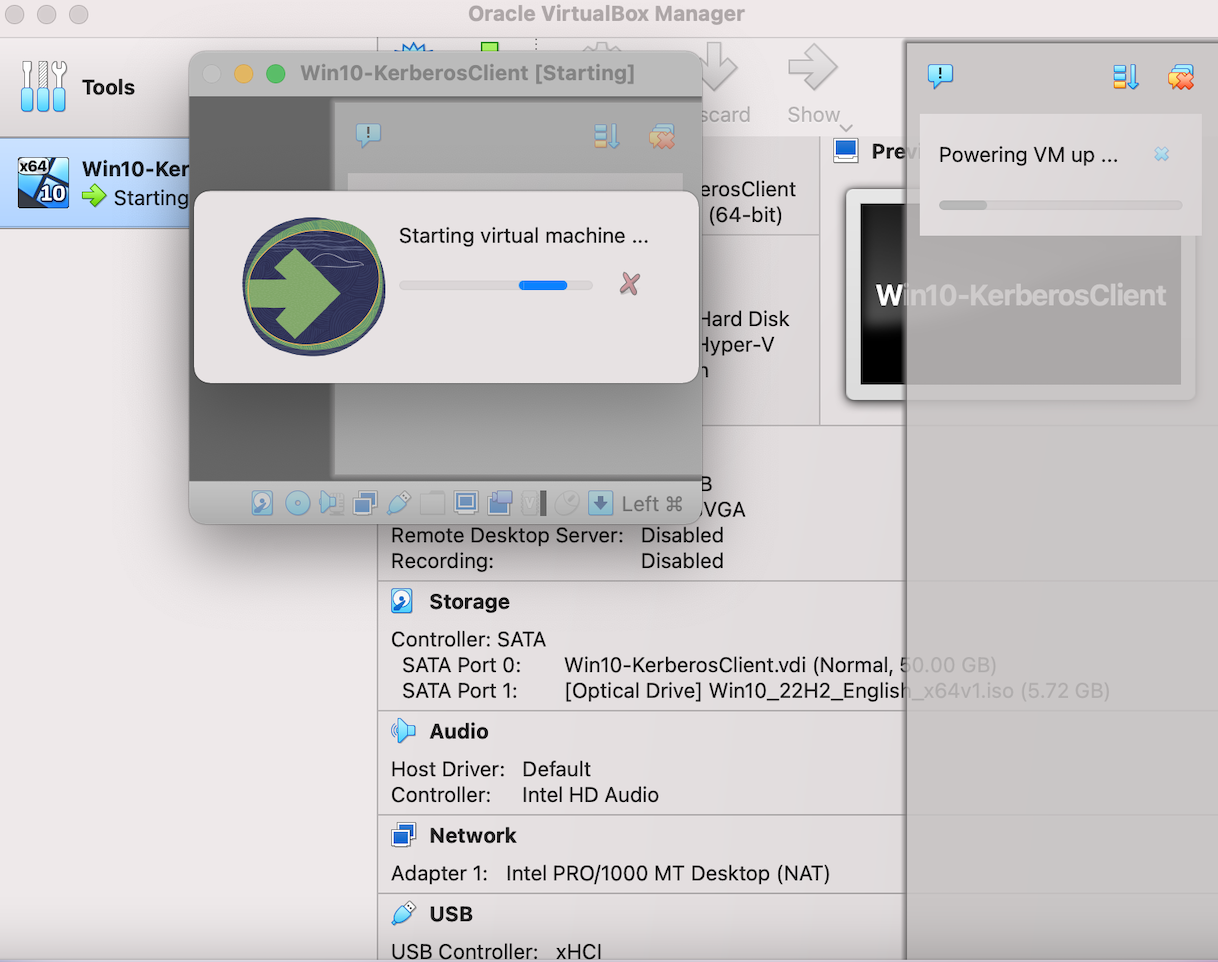 Oracle VirtualBox Manager
Tools
x64
10
Win10-Ker
Starting
Win10-KerberosClient [Starting]
Starting virtual machine ...
Left ⌘
scard
Show
erosClient
(64-bit)
Hard Disk
Hyper-V
n
B
VGA
Remote Desktop Server: Disabled
Recording: Disabled
Storage
Controller: SATA
SATA Port 0: Win10-KerberosClient.vdi (Normal, 50.00 GB)
SATA Port 1: [Optical Drive] Win10_22H2_English_x64v1.iso (5.72 GB)
Audio
Host Driver: Default
Controller: Intel HD Audio
Network
Adapter 1: Intel PRO/1000 MT Desktop (NAT)
USB
USB Controller: xHCI
Prev
Win10-KerberosClient
Powering VM up ...